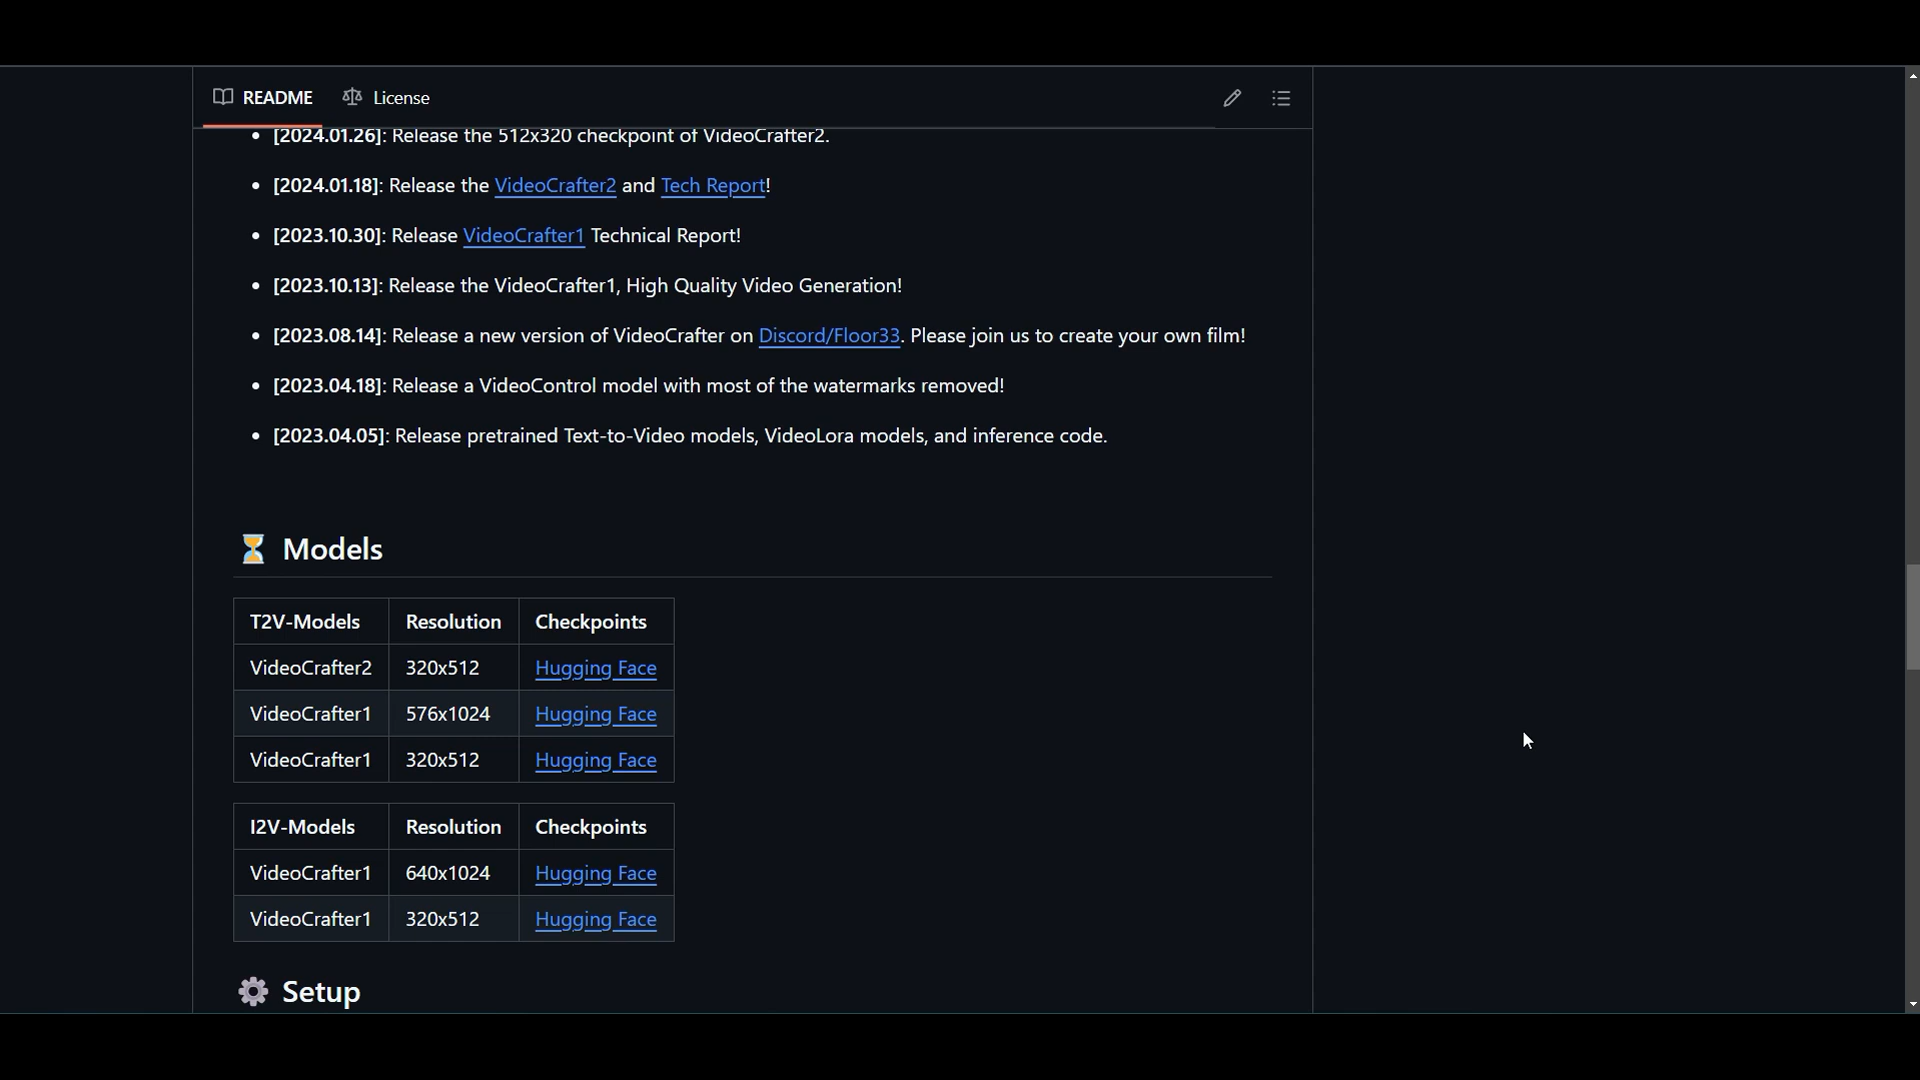 README License
• [2024.01.26]: Release the 512x320 checkpoint of VideoCrafter2.
• [2024.01.18]: Release the VideoCrafter2 and Tech Report!
• [2023.10.30]: Release VideoCrafter1 Technical Report!
• [2023.10.13]: Release the VideoCrafter1, High Quality Video Generation!
• [2023.08.14]: Release a new version of VideoCrafter on Discord/Floor33. Please join us to create your own film!
• [2023.04.18]: Release a VideoControl model with most of the watermarks removed!
• [2023.04.05]: Release pretrained Text-to-Video models, VideoLora models, and inference code.
⏳ Models
T2V-Models Resolution Checkpoints
VideoCrafter2 320x512 Hugging Face
VideoCrafter1 576x1024 Hugging Face
VideoCrafter1 320x512 Hugging Face
I2V-Models Resolution Checkpoints
VideoCrafter1 640x1024 Hugging Face
VideoCrafter1 320x512 Hugging Face
⚙️ Setup